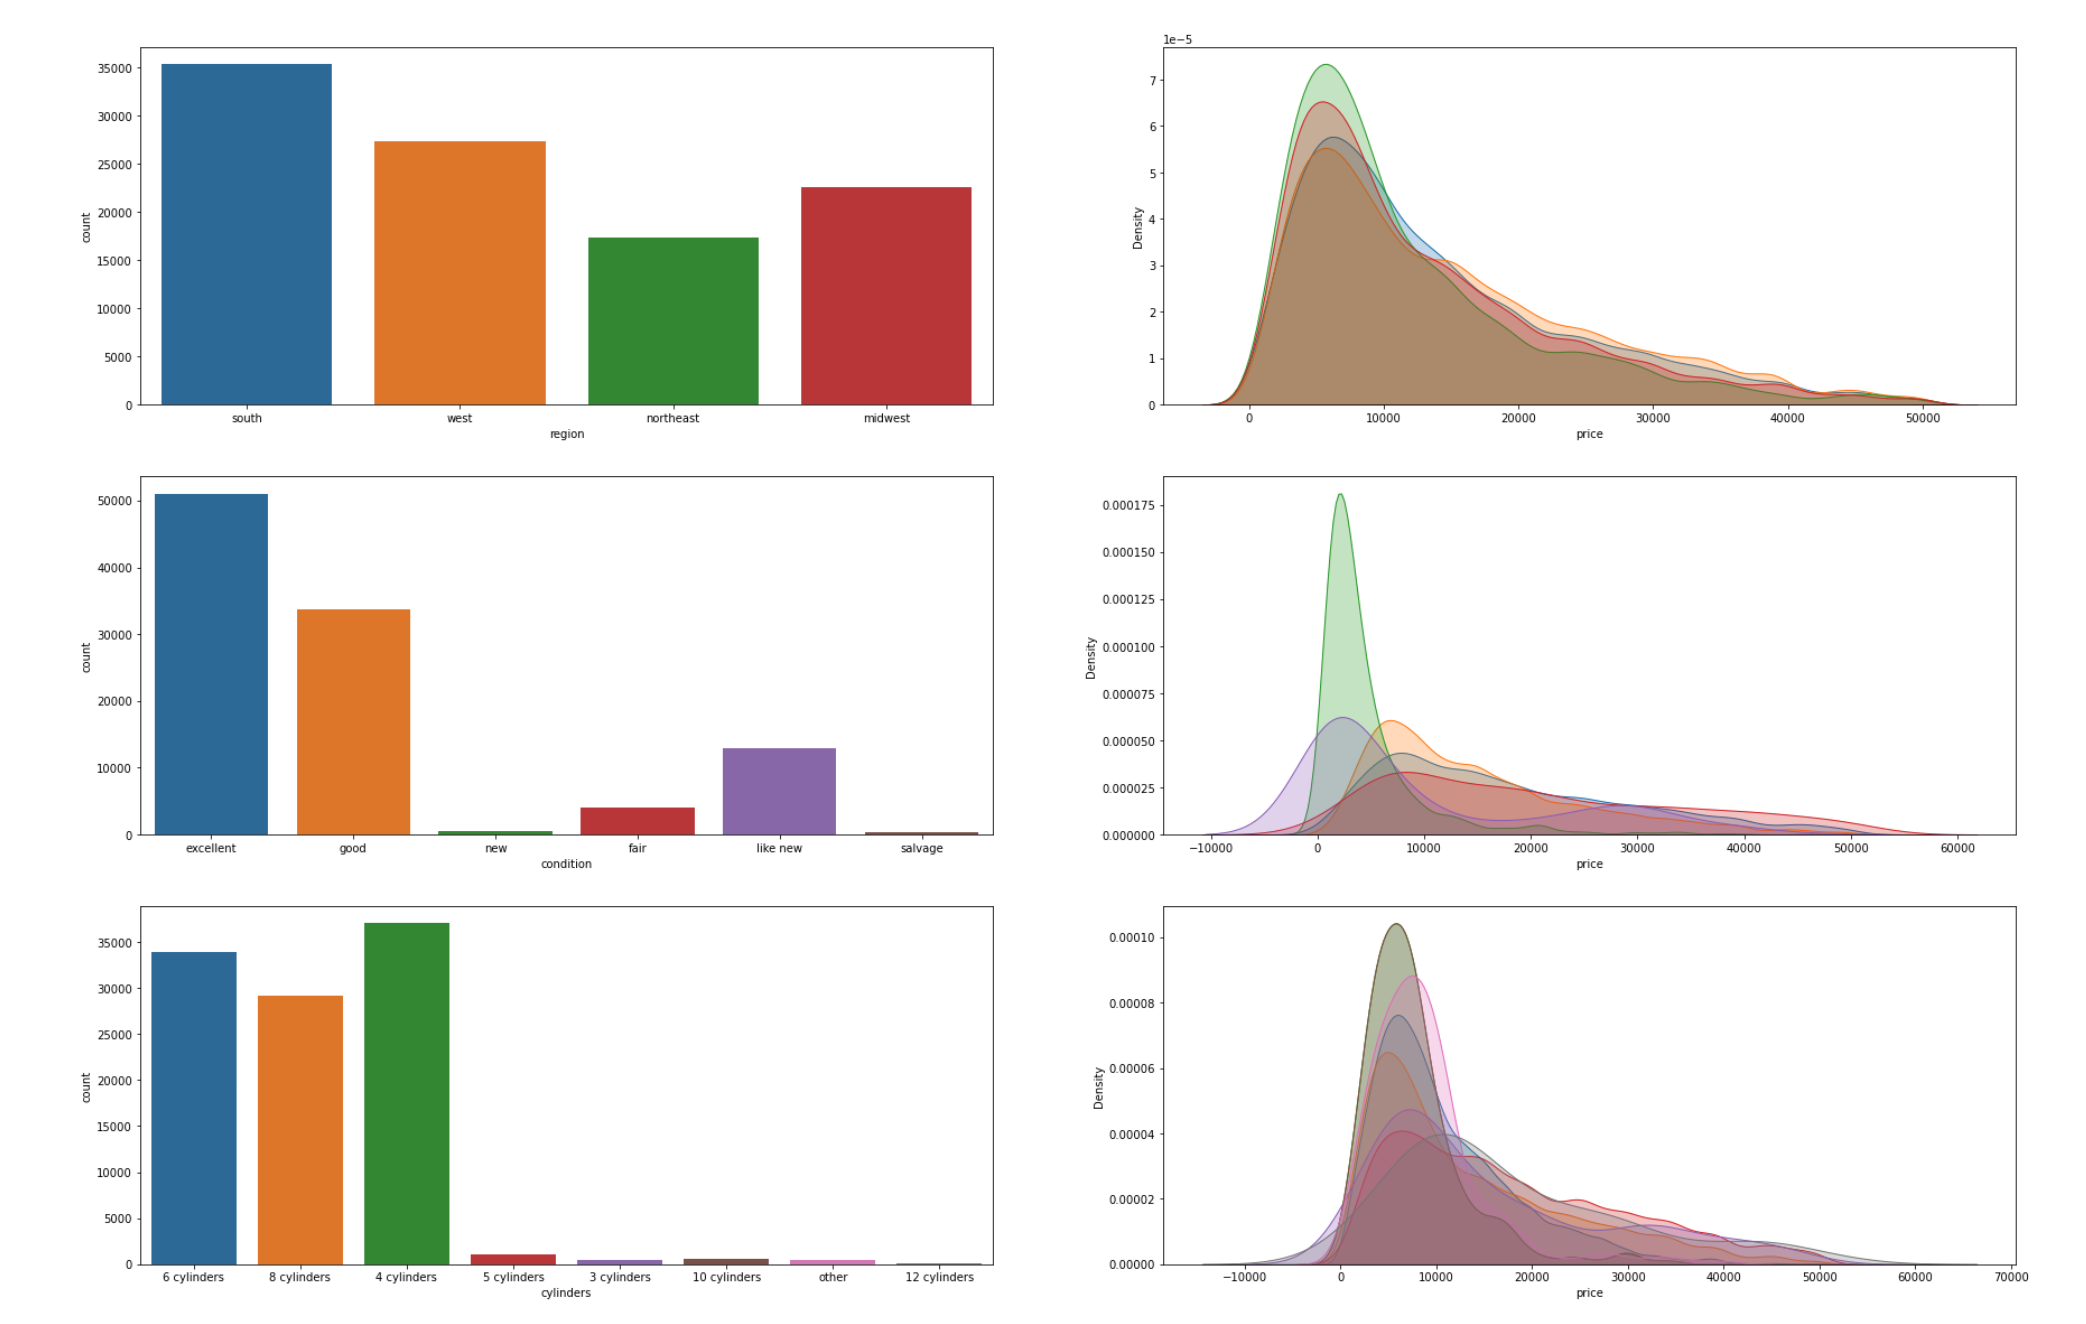 35000
30000
25000
20000
15000
10000
5000
0
count
south west northeast midwest
region
1e−5
7
6
5
4
3
2
1
0
Density
0 10000 20000 30000 40000 50000
price
50000
40000
30000
20000
10000
0
count
excellent good new fair like new salvage
condition
0.000175
0.000150
0.000125
0.000100
0.000075
0.000050
0.000025
0.000000
Density
−10000 0 10000 20000 30000 40000 50000 60000
price
35000
30000
25000
20000
15000
10000
5000
0
count
6 cylinders 8 cylinders 4 cylinders 5 cylinders 3 cylinders 10 cylinders other 12 cylinders
cylinders
0.00010
0.00008
0.00006
0.00004
0.00002
0.00000
Density
−10000 0 10000 20000 30000 40000 50000 60000 70000
price